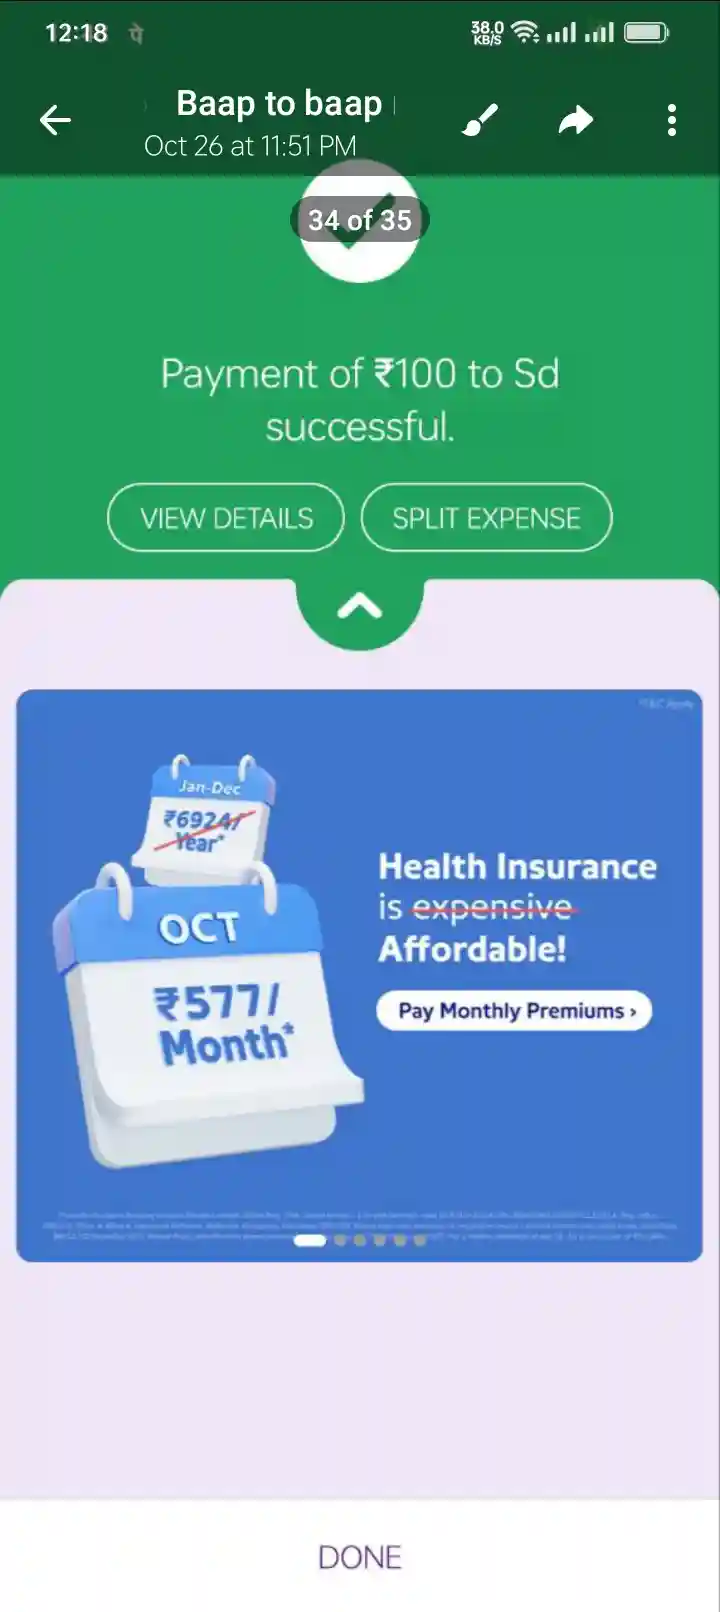 12:18 पे 38.0 KB/S
Baap to baap
Oct 26 at 11:51 PM
34 of 35
Payment of ₹100 to Sd
successful.
VIEW DETAILS SPLIT EXPENSE
Jan-Dec
₹6924/
Year*
OCT
₹577/
Month*
Health Insurance
is expensive
Affordable!
Pay Monthly Premiums ›
DONE